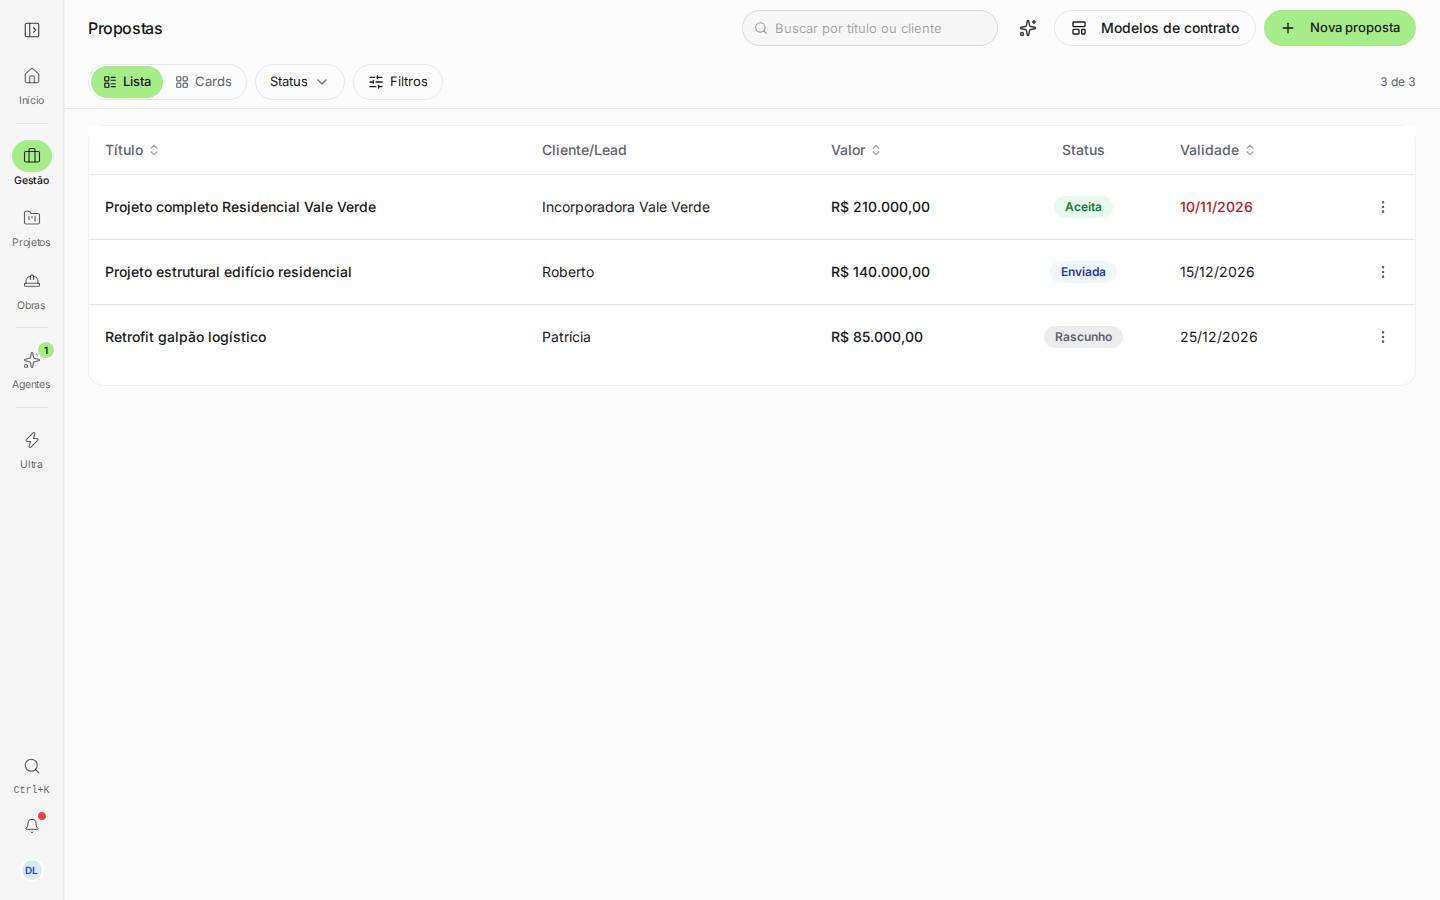 Propostas
Buscar por título ou cliente
Modelos de contrato
Nova proposta
Início
Lista
Cards
Status
Filtros
3 de 3
Título
Cliente/Lead
Valor
Status
Validade
Gestão
Projeto completo Residencial Vale Verde
Incorporadora Vale Verde
R$ 210.000,00
Aceita
10/11/2026
Projetos
Projeto estrutural edifício residencial
Roberto
R$ 140.000,00
Enviada
15/12/2026
Obras
Retrofit galpão logístico
Patrícia
R$ 85.000,00
Rascunho
25/12/2026
1
Agentes
Ultra
Ctrl+K
DL